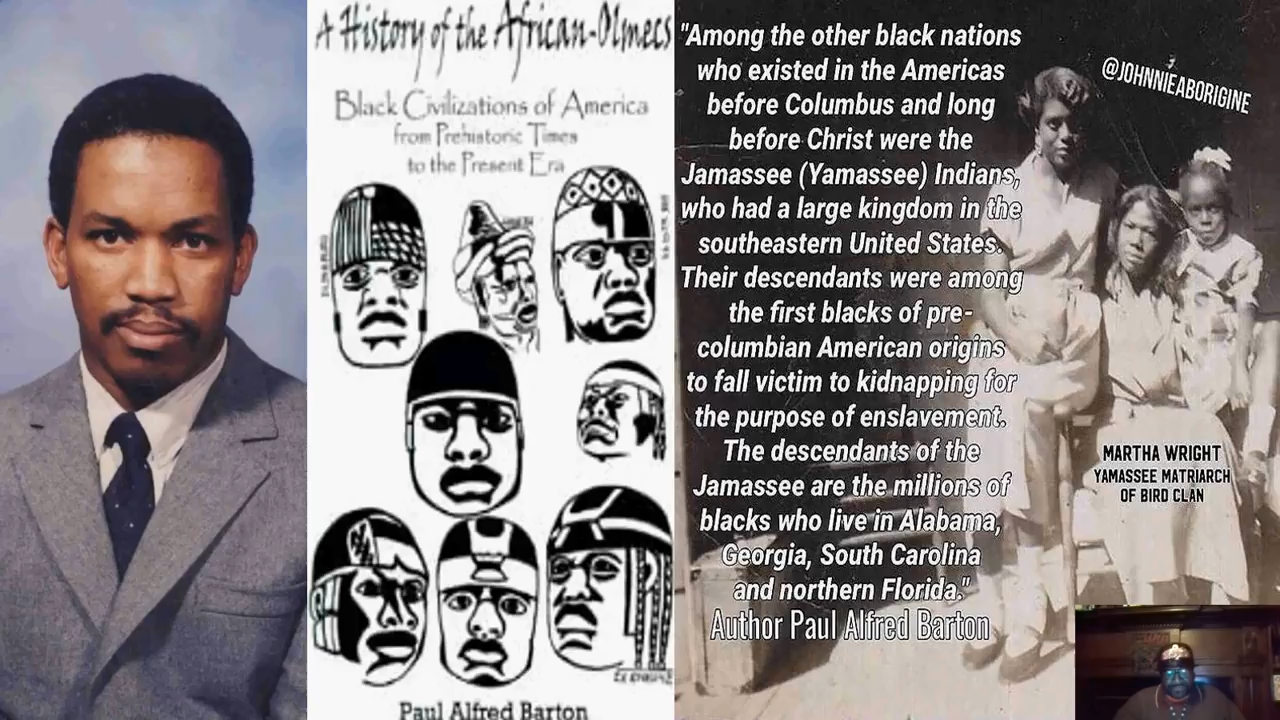 A History of the African-Olmecs
Black Civilizations of America
from Prehistoric Times
to the Present Era
Paul Alfred Barton
"Among the other black nations
who existed in the Americas
before Columbus and long
before Christ were the
Jamassee (Yamassee) Indians,
who had a large kingdom in the
southeastern United States.
Their descendants were among
the first blacks of pre-
columbian American origins
to fall victim to kidnapping for
the purpose of enslavement.
The descendants of the
Jamassee are the millions of
blacks who live in Alabama,
Georgia, South Carolina
and northern Florida."
Author Paul Alfred Barton
@JOHNNIEABORIGINE
MARTHA WRIGHT
YAMASSEE MATRIARCH
OF BIRD CLAN